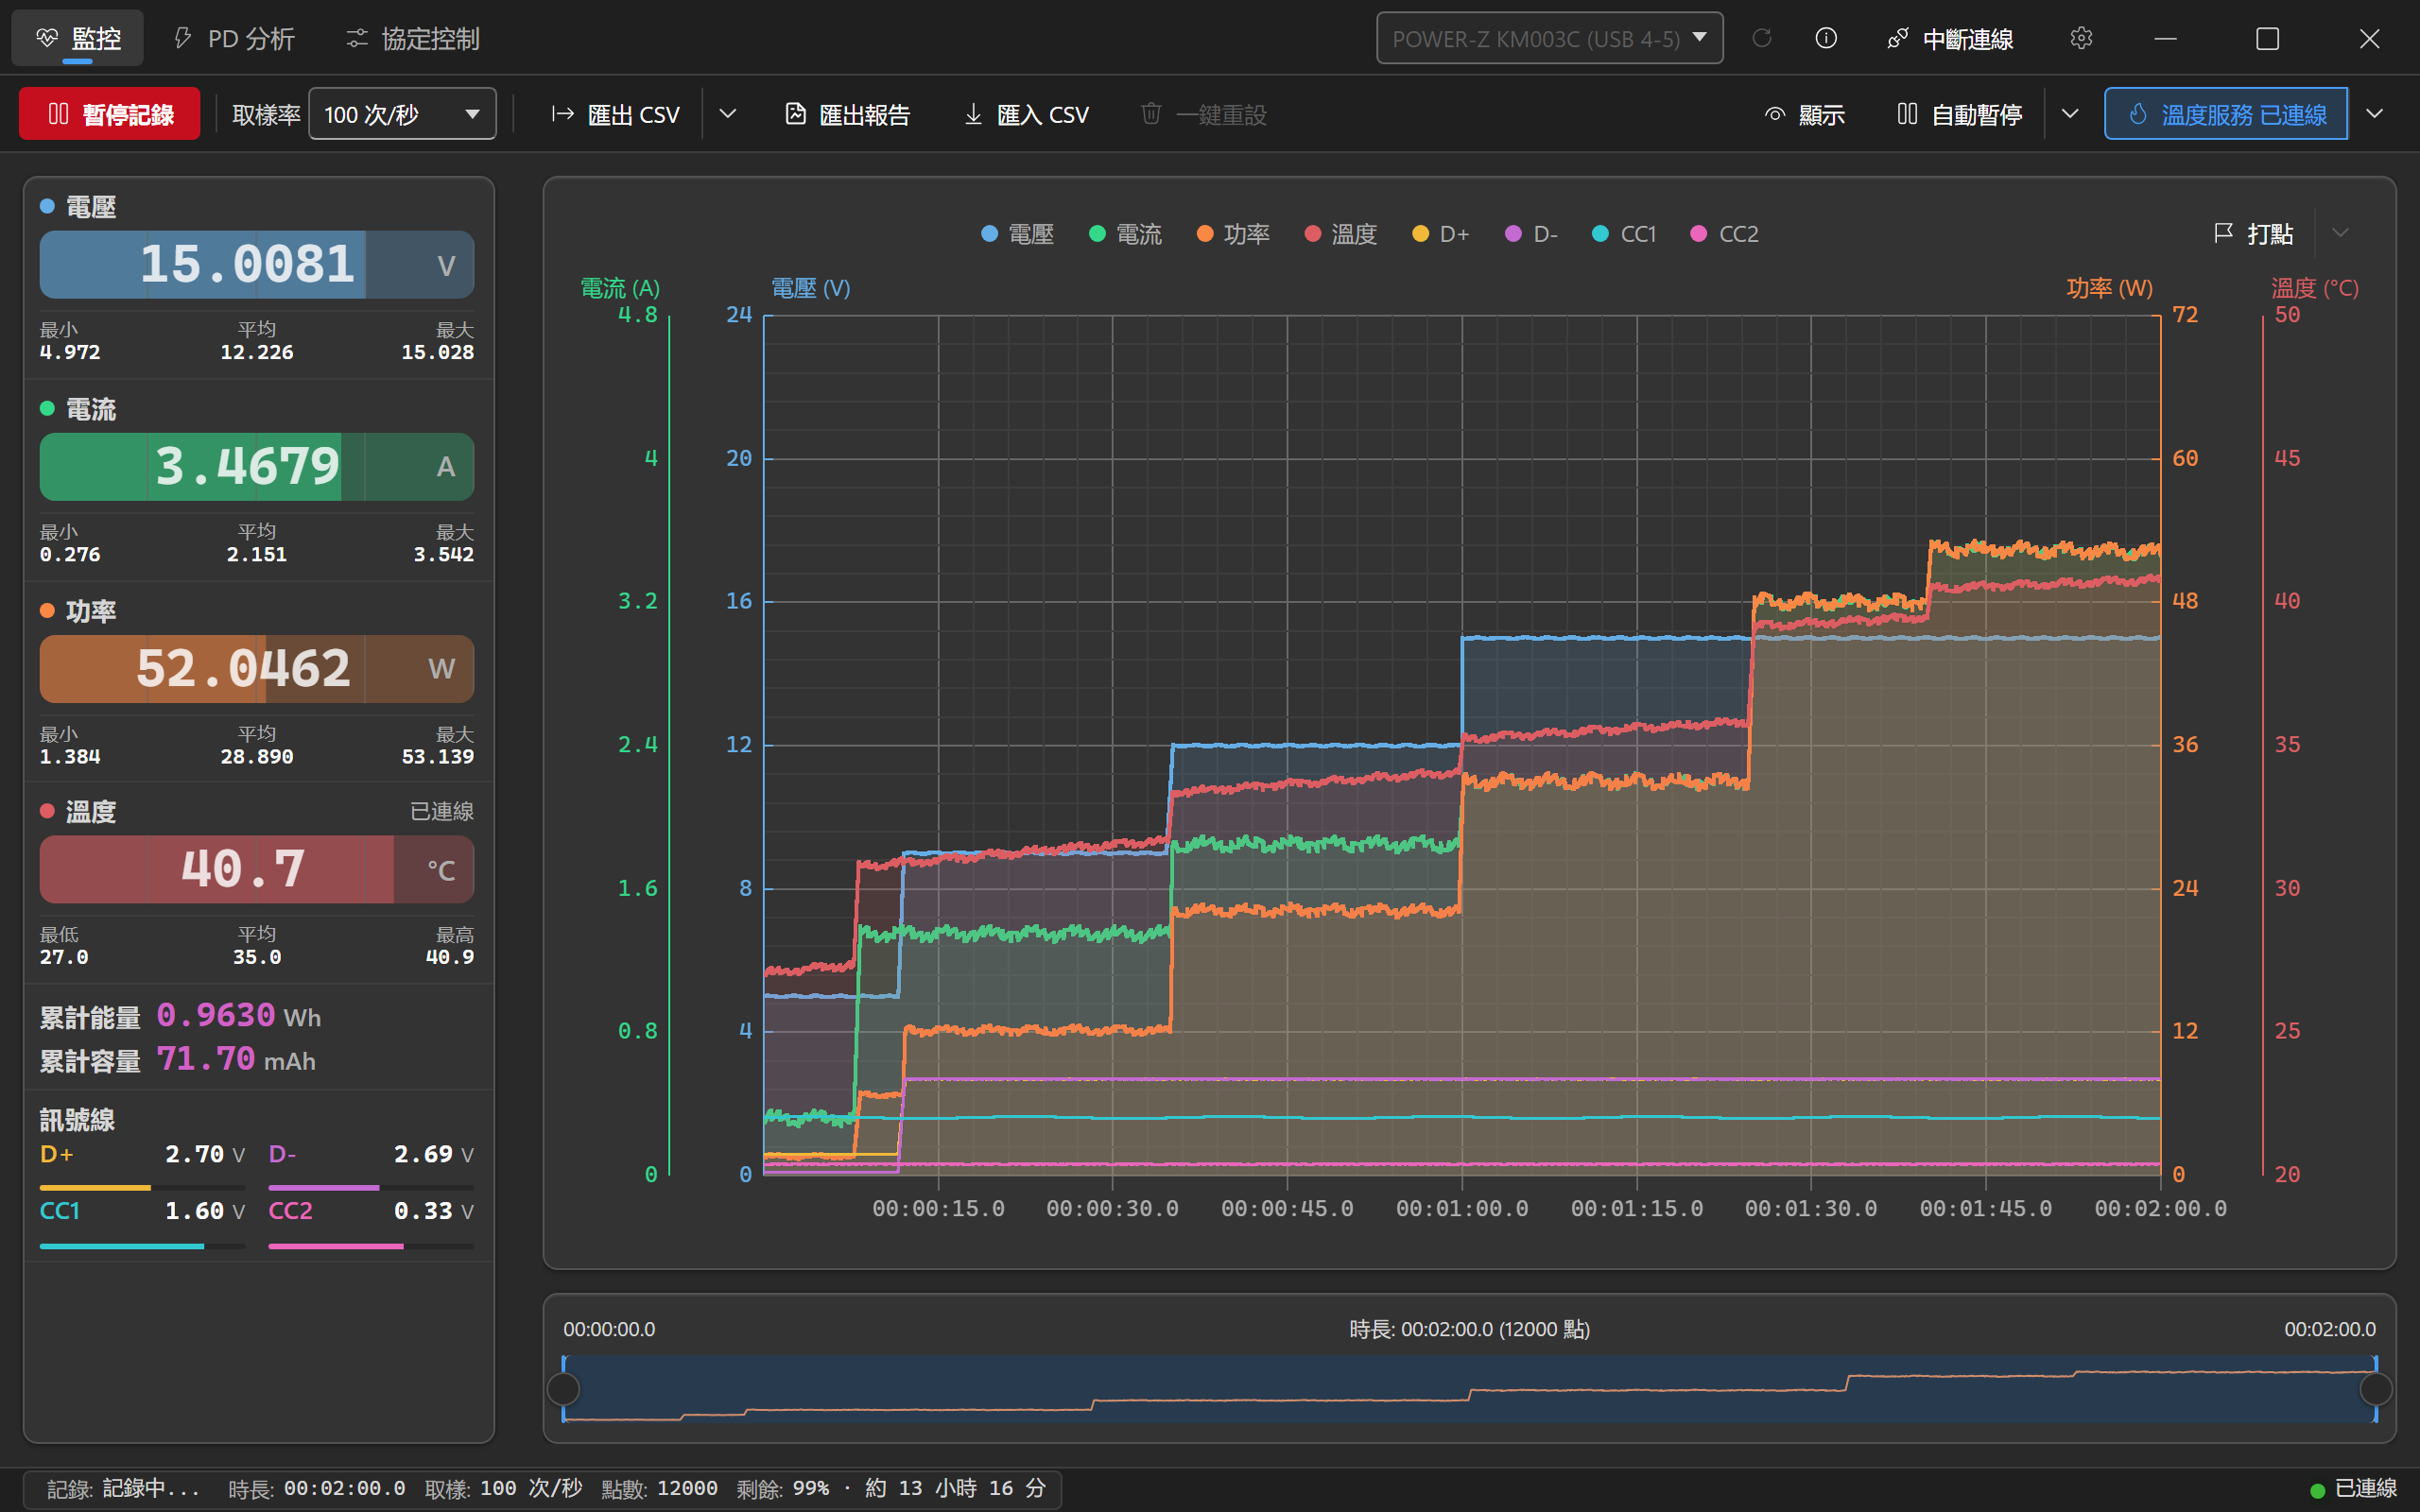 監控 PD 分析 協定控制 POWER-Z KM003C (USB 4-5) 中斷連線
暫停記錄 取樣率 100 次/秒 匯出 CSV 匯出報告 匯入 CSV 一鍵重設 顯示 自動暫停 溫度服務 已連線
電壓
15.0081 V
最小 平均 最大
4.972 12.226 15.028
電流
3.4679 A
最小 平均 最大
0.276 2.151 3.542
功率
52.0462 W
最小 平均 最大
1.384 28.890 53.139
溫度 已連線
40.7 °C
最低 平均 最高
27.0 35.0 40.9
累計能量 0.9630 Wh
累計容量 71.70 mAh
訊號線
D+ 2.70 V D- 2.69 V
CC1 1.60 V CC2 0.33 V
電壓 電流 功率 溫度 D+ D- CC1 CC2 打點
電流 (A) 電壓 (V) 功率 (W) 溫度 (°C)
4.8 24 72 50
4 20 60 45
3.2 16 48 40
2.4 12 36 35
1.6 8 24 30
0.8 4 12 25
0 0 0 20
00:00:15.0 00:00:30.0 00:00:45.0 00:01:00.0 00:01:15.0 00:01:30.0 00:01:45.0 00:02:00.0
00:00:00.0 時長: 00:02:00.0 (12000 點) 00:02:00.0
記錄: 記錄中... 時長: 00:02:00.0 取樣: 100 次/秒 點數: 12000 剩餘: 99% · 約 13 小時 16 分 已連線